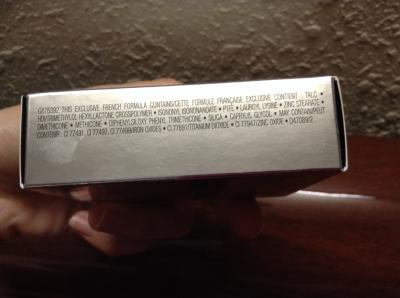 G576392 THIS EXCLUSIVE FRENCH FORMULA CONTAINS/CETTE FORMULE FRANÇAISE EXCLUSIVE CONTIENT : TALC •
HDI/TRIMETHYLOL HEXYLLACTONE CROSSPOLYMER • ISONONYL ISONONANOATE • PTFE • LAUROYL LYSINE • ZINC STEARATE •
DIMETHICONE • METHICONE • DIPHENYLSILOXY PHENYL TRIMETHICONE • SILICA • CAPRYLYL GLYCOL • MAY CONTAIN/PEUT
CONTENIR: CI 77491, CI 77492, CI 77499/IRON OXIDES • CI 77891/TITANIUM DIOXIDE • CI 77947/ZINC OXIDE • D47089/2